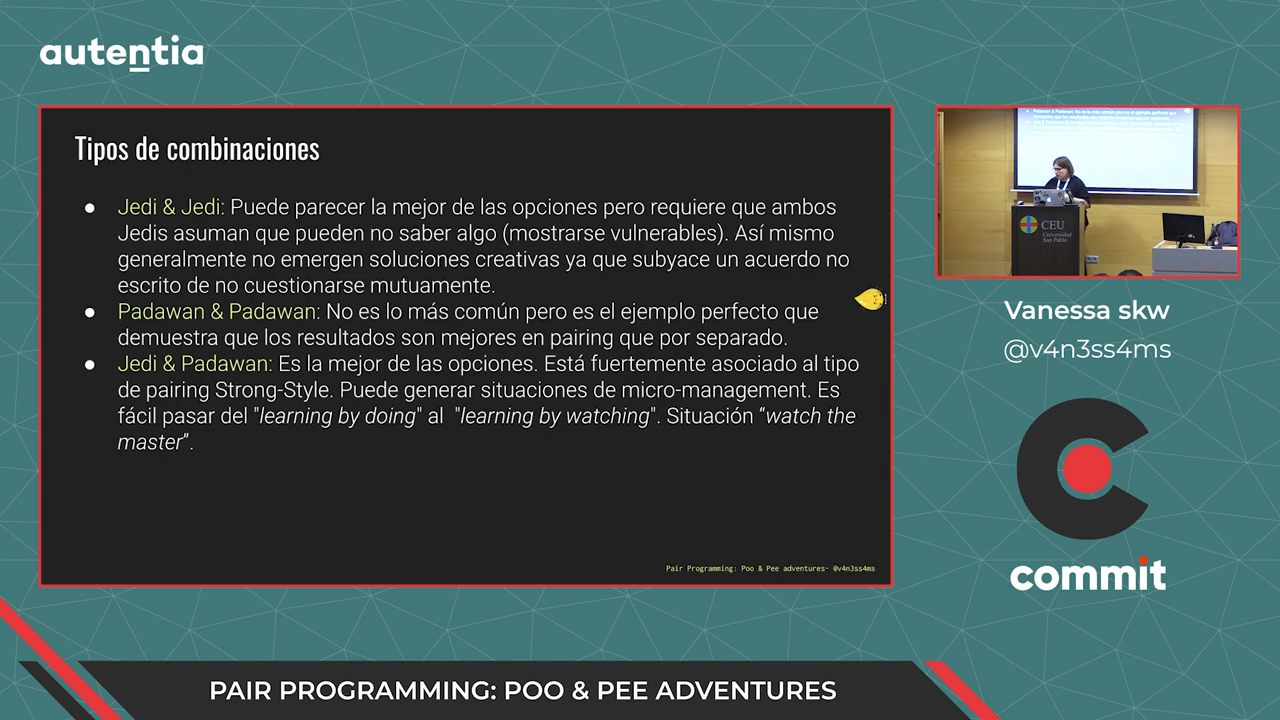 autentia
Tipos de combinaciones
● Jedi & Jedi: Puede parecer la mejor de las opciones pero requiere que ambos
Jedis asuman que pueden no saber algo (mostrarse vulnerables). Así mismo
generalmente no emergen soluciones creativas ya que subyace un acuerdo no
escrito de no cuestionarse mutuamente.
● Padawan & Padawan: No es lo más común pero es el ejemplo perfecto que
demuestra que los resultados son mejores en pairing que por separado.
● Jedi & Padawan: Es la mejor de las opciones. Está fuertemente asociado al tipo
de pairing Strong-Style. Puede generar situaciones de micro-management. Es
fácil pasar del "learning by doing" al "learning by watching". Situación “watch the
master”.
Pair Programming: Poo & Pee adventures- @v4n3ss4ms
CEU
Universidad
San Pablo
Vanessa skw
@v4n3ss4ms
commit
PAIR PROGRAMMING: POO & PEE ADVENTURES